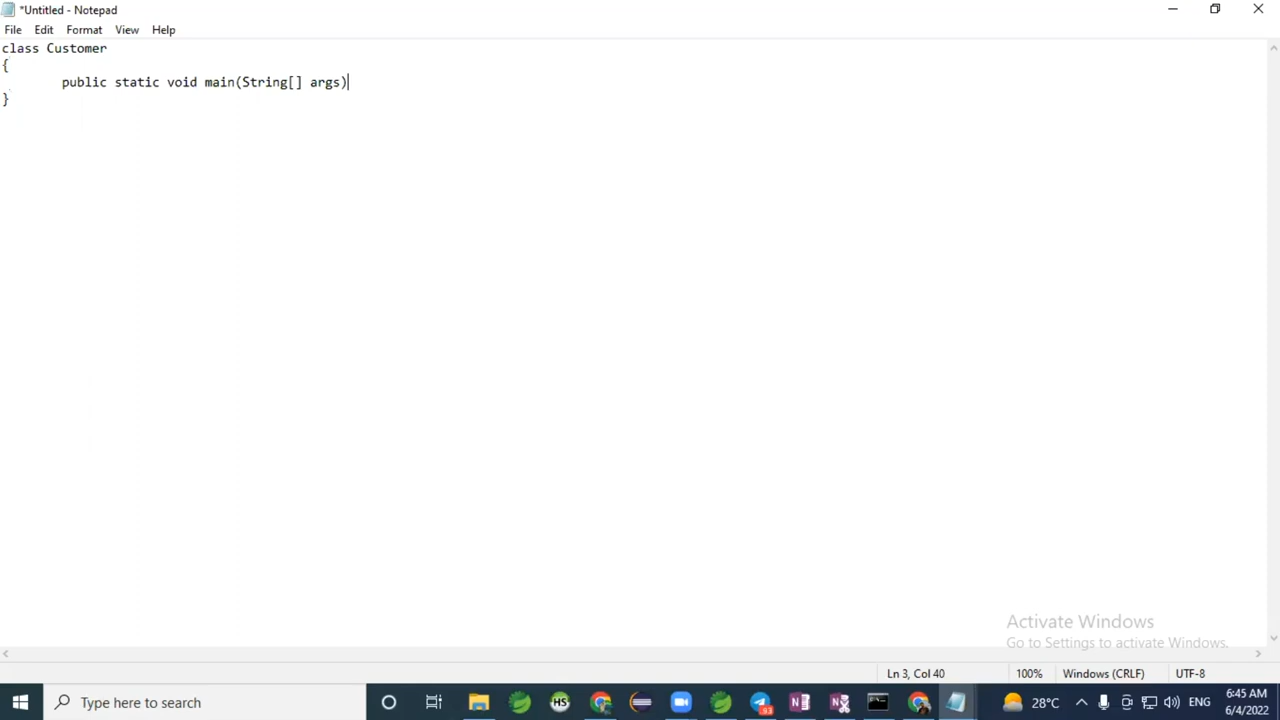 *Untitled - Notepad
File Edit Format View Help
class Customer
{
public static void main(String[] args)
}
Activate Windows
Go to Settings to activate Windows.
Ln 3, Col 40 100% Windows (CRLF) UTF-8
Type here to search HS 93 28°C ENG 6:45 AM
6/4/2022